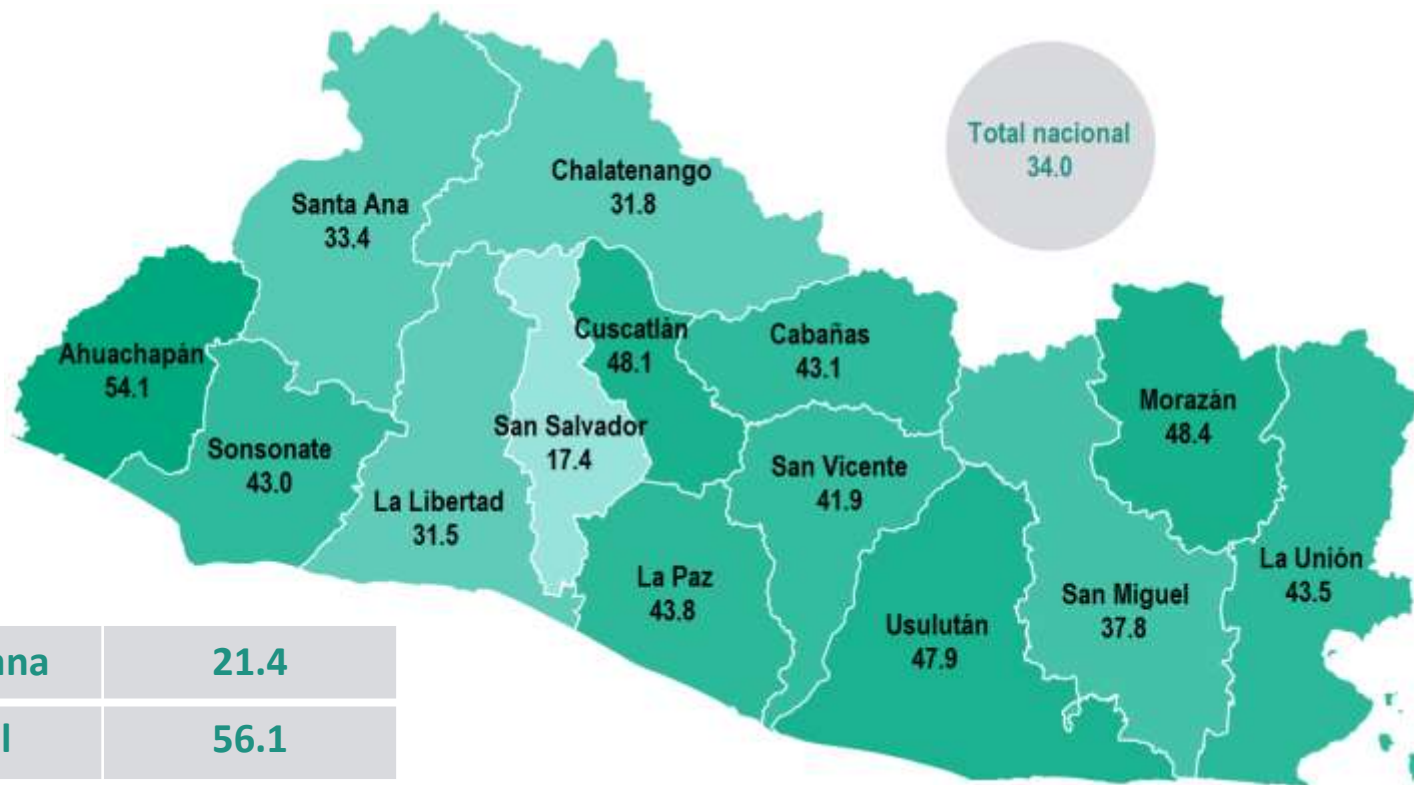 Total nacional
34.0
Chalatenango
31.8
Santa Ana
33.4
Ahuachapán
54.1
Sonsonate
43.0
La Libertad
31.5
San Salvador
17.4
Cuscatlán
48.1
Cabañas
43.1
San Vicente
41.9
La Paz
43.8
Usulután
47.9
San Miguel
37.8
Morazán
48.4
La Unión
43.5
21.4
56.1